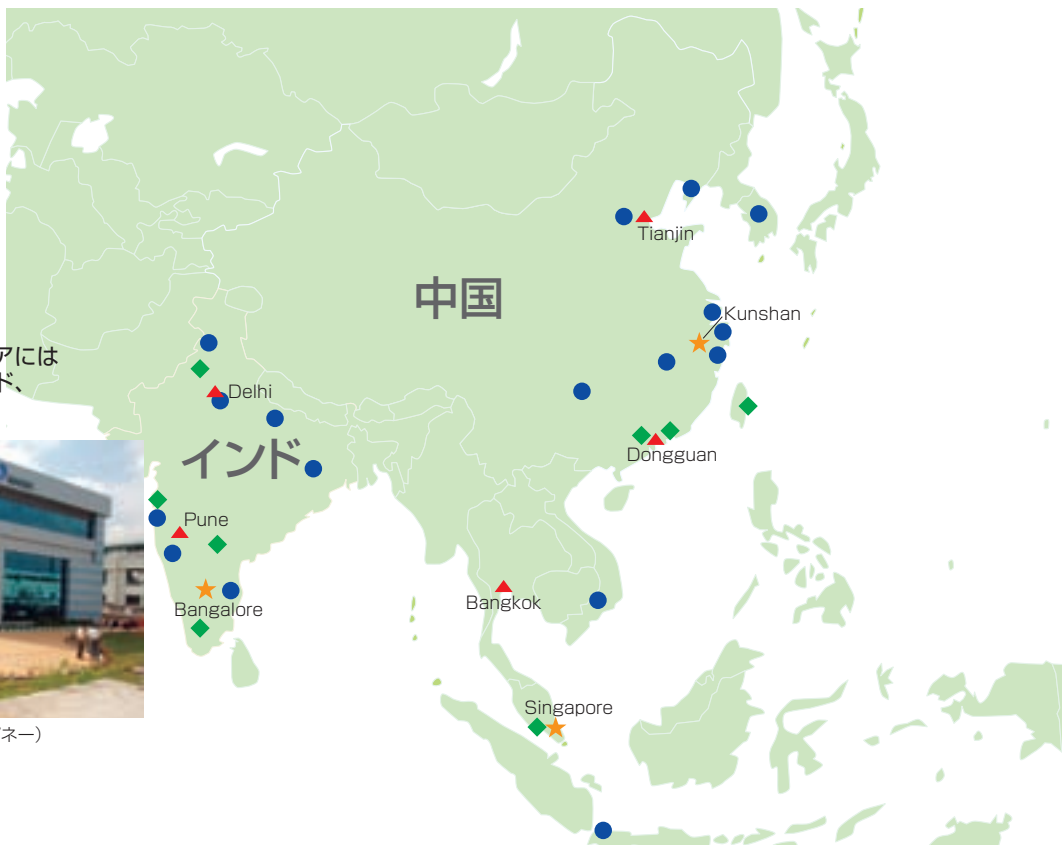 Tianjin
中国
Kunshan
アには
ド、
Delhi
インド
Dongguan
Pune
Bangkok
Bangalore
Singapore
ネー）